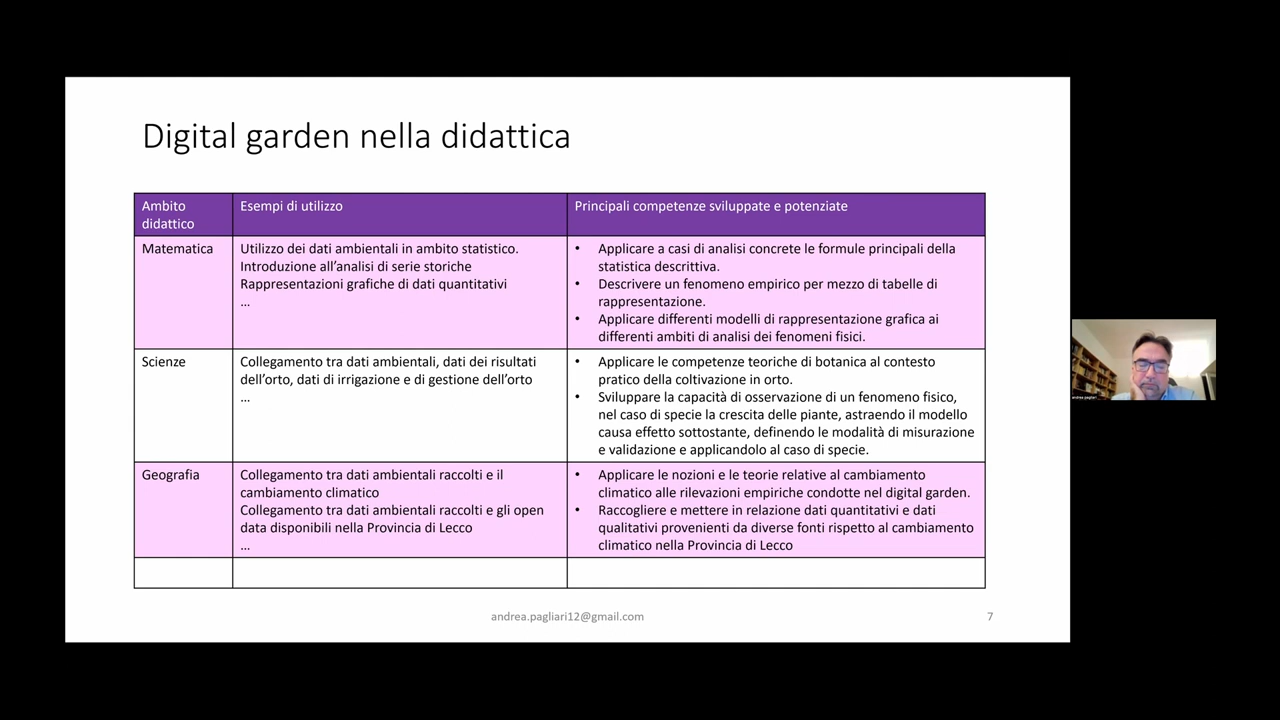 Digital garden nella didattica
Ambito
didattico
Esempi di utilizzo
Principali competenze sviluppate e potenziate
Matematica
Utilizzo dei dati ambientali in ambito statistico.
Introduzione all’analisi di serie storiche
Rappresentazioni grafiche di dati quantitativi
...
• Applicare a casi di analisi concrete le formule principali della
statistica descrittiva.
• Descrivere un fenomeno empirico per mezzo di tabelle di
rappresentazione.
• Applicare differenti modelli di rappresentazione grafica ai
differenti ambiti di analisi dei fenomeni fisici.
Scienze
Collegamento tra dati ambientali, dati dei risultati
dell’orto, dati di irrigazione e di gestione dell’orto
...
• Applicare le competenze teoriche di botanica al contesto
pratico della coltivazione in orto.
• Sviluppare la capacità di osservazione di un fenomeno fisico,
nel caso di specie la crescita delle piante, astraendo il modello
causa effetto sottostante, definendo le modalità di misurazione
e validazione e applicandolo al caso di specie.
Geografia
Collegamento tra dati ambientali raccolti e il
cambiamento climatico
Collegamento tra dati ambientali raccolti e gli open
data disponibili nella Provincia di Lecco
...
• Applicare le nozioni e le teorie relative al cambiamento
climatico alle rilevazioni empiriche condotte nel digital garden.
• Raccogliere e mettere in relazione dati quantitativi e dati
qualitativi provenienti da diverse fonti rispetto al cambiamento
climatico nella Provincia di Lecco
andrea.pagliari12@gmail.com
7
andrea pagliari